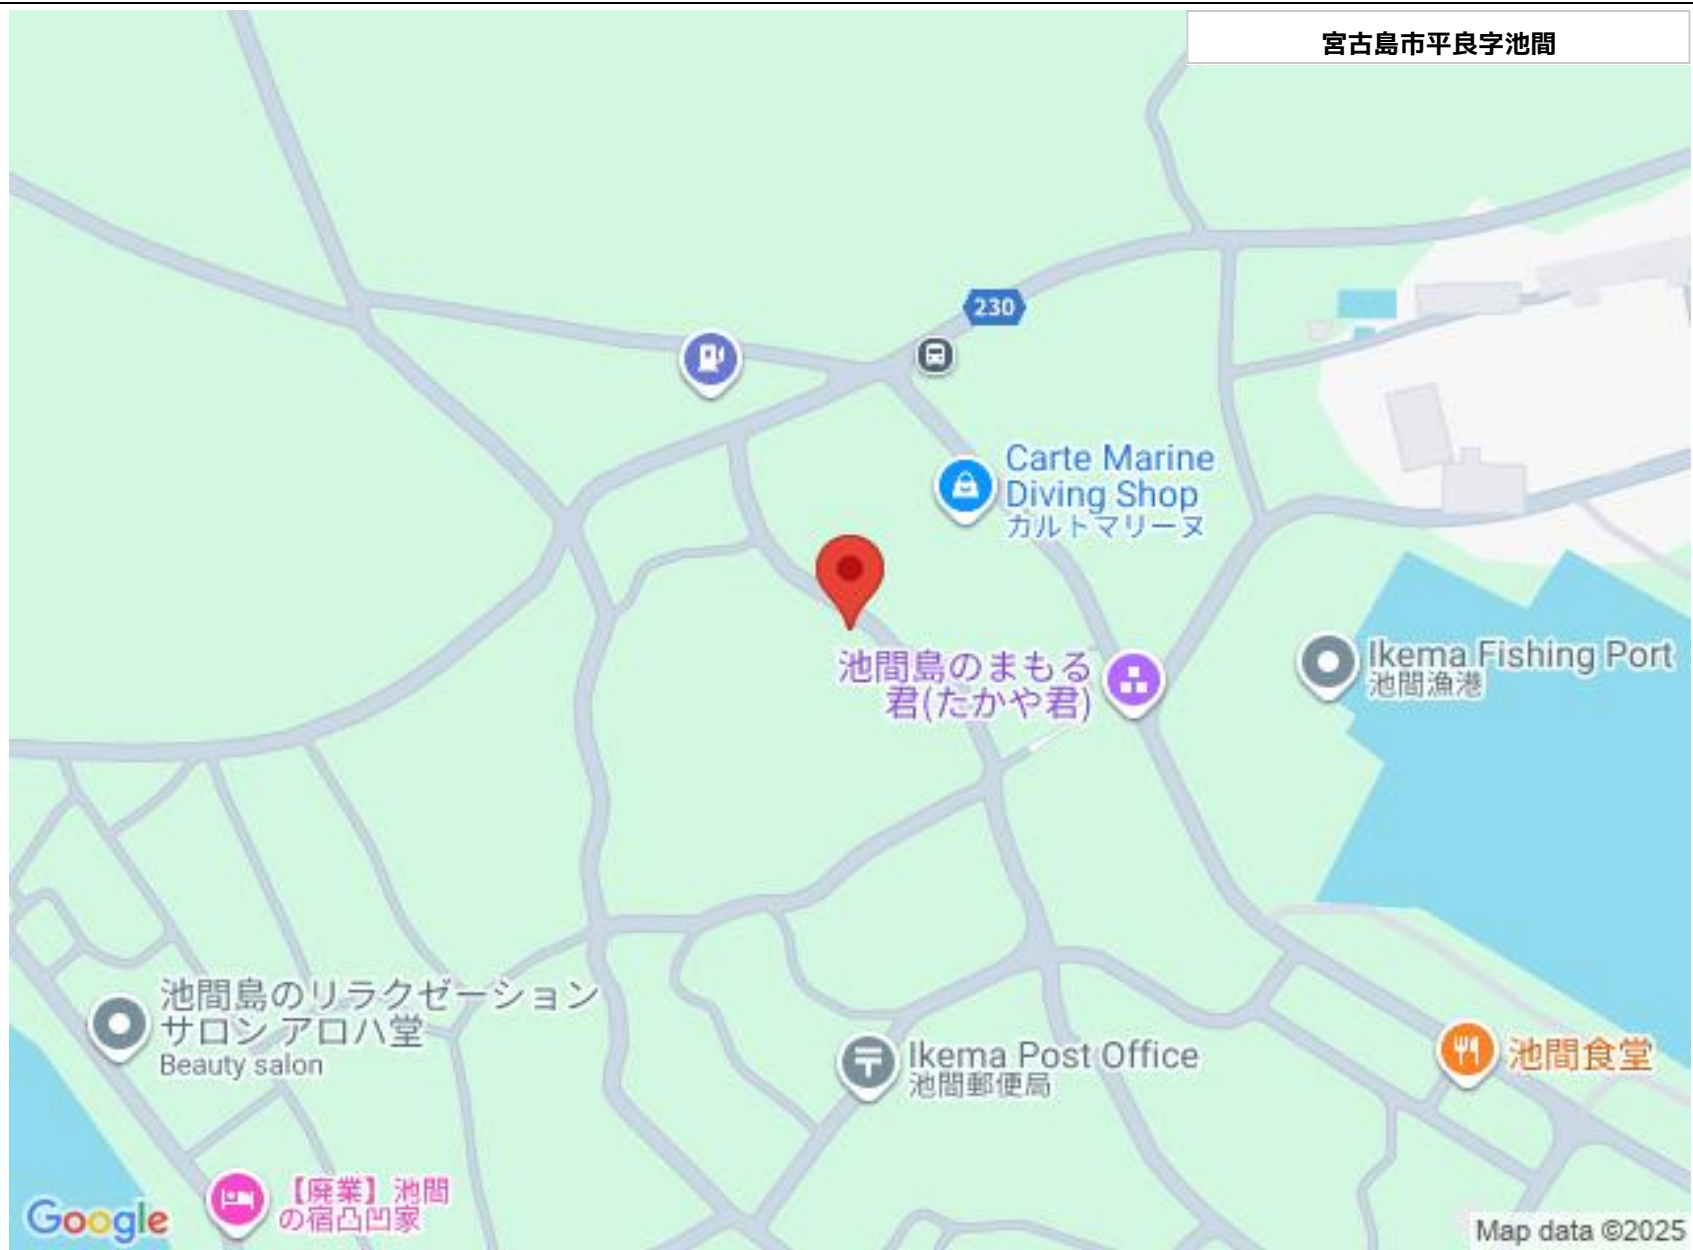 宮古島市平良字池間
230
Carte Marine
Diving Shop
カルトマリーヌ
池間島のまもる
君(たかや君)
Ikema Fishing Port
池間漁港
池間島のリラクゼーション
サロン アロハ堂
Beauty salon
Ikema Post Office
池間郵便局
池間食堂
【廃業】池間
の宿凸凹家
Google
Map data ©2025